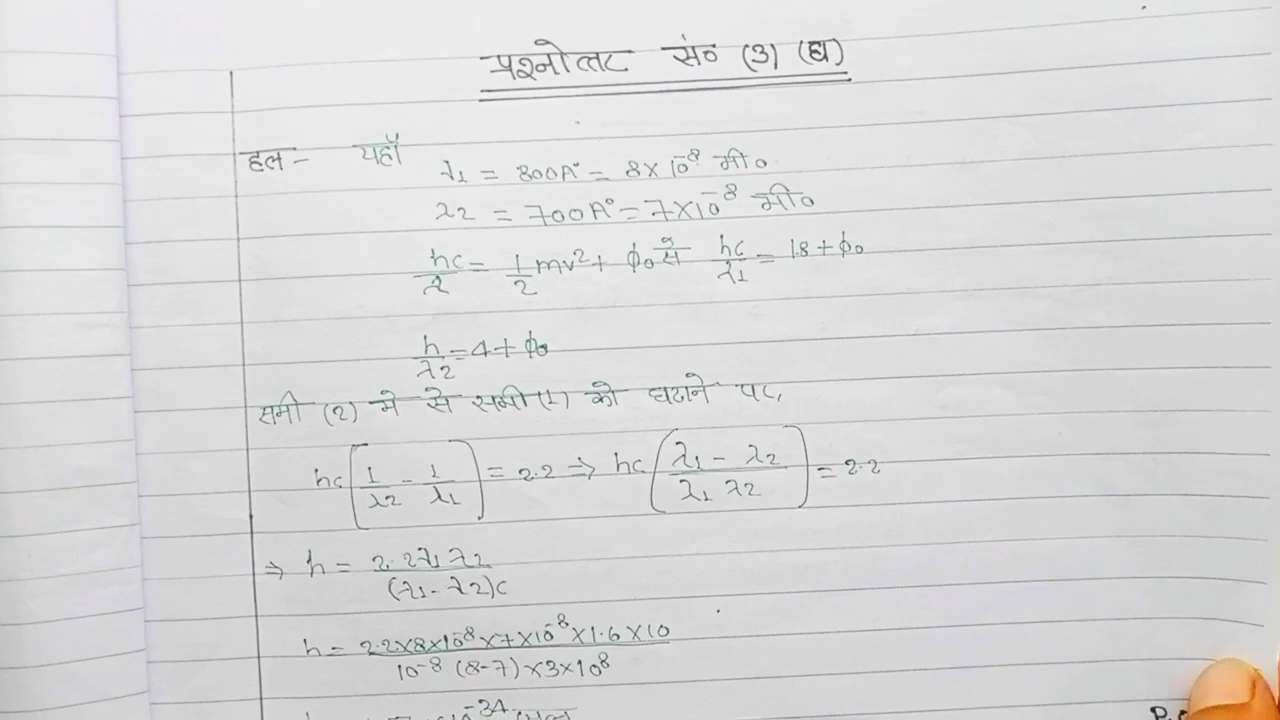 प्रश्नोत्तर सं० (3) (घ)
हल- यहाँ
λ1 = 800A° = 8×10⁻⁸ मी०
λ2 = 700A° = 7×10⁻⁸ मी०
hc/λ = 1/2 mv² + ϕ₀ से hc/λ1 = 1.8 + ϕ₀
h/λ2 = 4 + ϕ₀
समी (2) मे से समी (1) को घटाने पर,
hc[1/λ2 - 1/λ1] = 2.2 ⇒ hc(λ1 - λ2/λ1 λ2) = 2.2
⇒ h = 2.2λ1 λ2/(λ1 - λ2)c
h = 2.2×8×10⁻⁸×7×10⁻⁸×1.6×10/10⁻⁸ (8-7)×3×10⁸